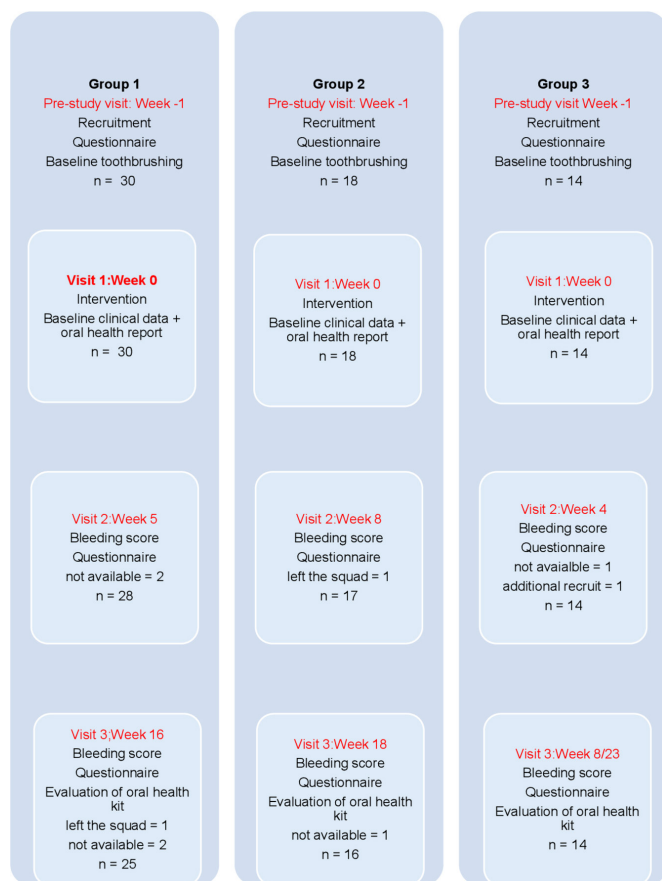 Group 1
Pre-study visit: Week -1
Recruitment
Questionnaire
Baseline toothbrushing
n = 30
Visit 1:Week 0
Intervention
Baseline clinical data +
oral health report
n = 30
Visit 2:Week 5
Bleeding score
Questionnaire
not available = 2
n = 28
Visit 3;Week 16
Bleeding score
Questionnaire
Evaluation of oral health
kit
left the squad = 1
not available = 2
n = 25
Group 2
Pre-study visit: Week -1
Recruitment
Questionnaire
Baseline toothbrushing
n = 18
Visit 1:Week 0
Intervention
Baseline clinical data +
oral health report
n = 18
Visit 2:Week 8
Bleeding score
Questionnaire
left the squad = 1
n = 17
Visit 3:Week 18
Bleeding score
Questionnaire
Evaluation of oral health
kit
not available = 1
n = 16
Group 3
Pre-study visit Week -1
Recruitment
Questionnaire
Baseline toothbrushing
n = 14
Visit 1:Week 0
Intervention
Baseline clinical data +
oral health report
n = 14
Visit 2:Week 4
Bleeding score
Questionnaire
not availalble = 1
additional recruit = 1
n = 14
Visit 3:Week 8/23
Bleeding score
Questionnaire
Evaluation of oral health
kit
n = 14